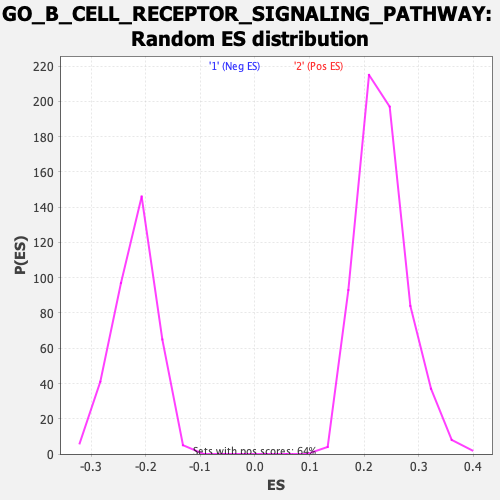 GO_B_CELL_RECEPTOR_SIGNALING_PATHWAY:
Random ES distribution
'1' (Neg ES) '2' (Pos ES)
220
200
180
160
140
120
100
80
60
40
20
0
P(ES)
Sets with pos scores: 64%
-0.3 -0.2 -0.1 0.0 0.1 0.2 0.3 0.4
ES